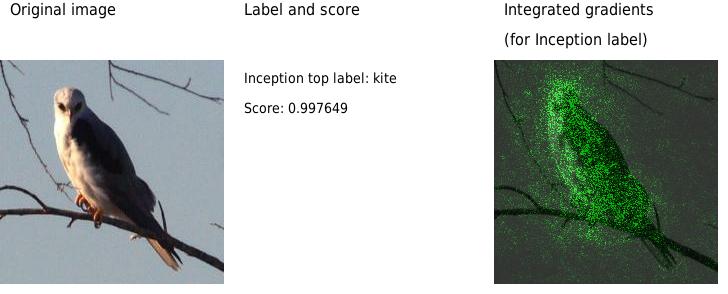 Original image
Label and score
Integrated gradients
(for Inception label)
Inception top label: kite
Score: 0.997649